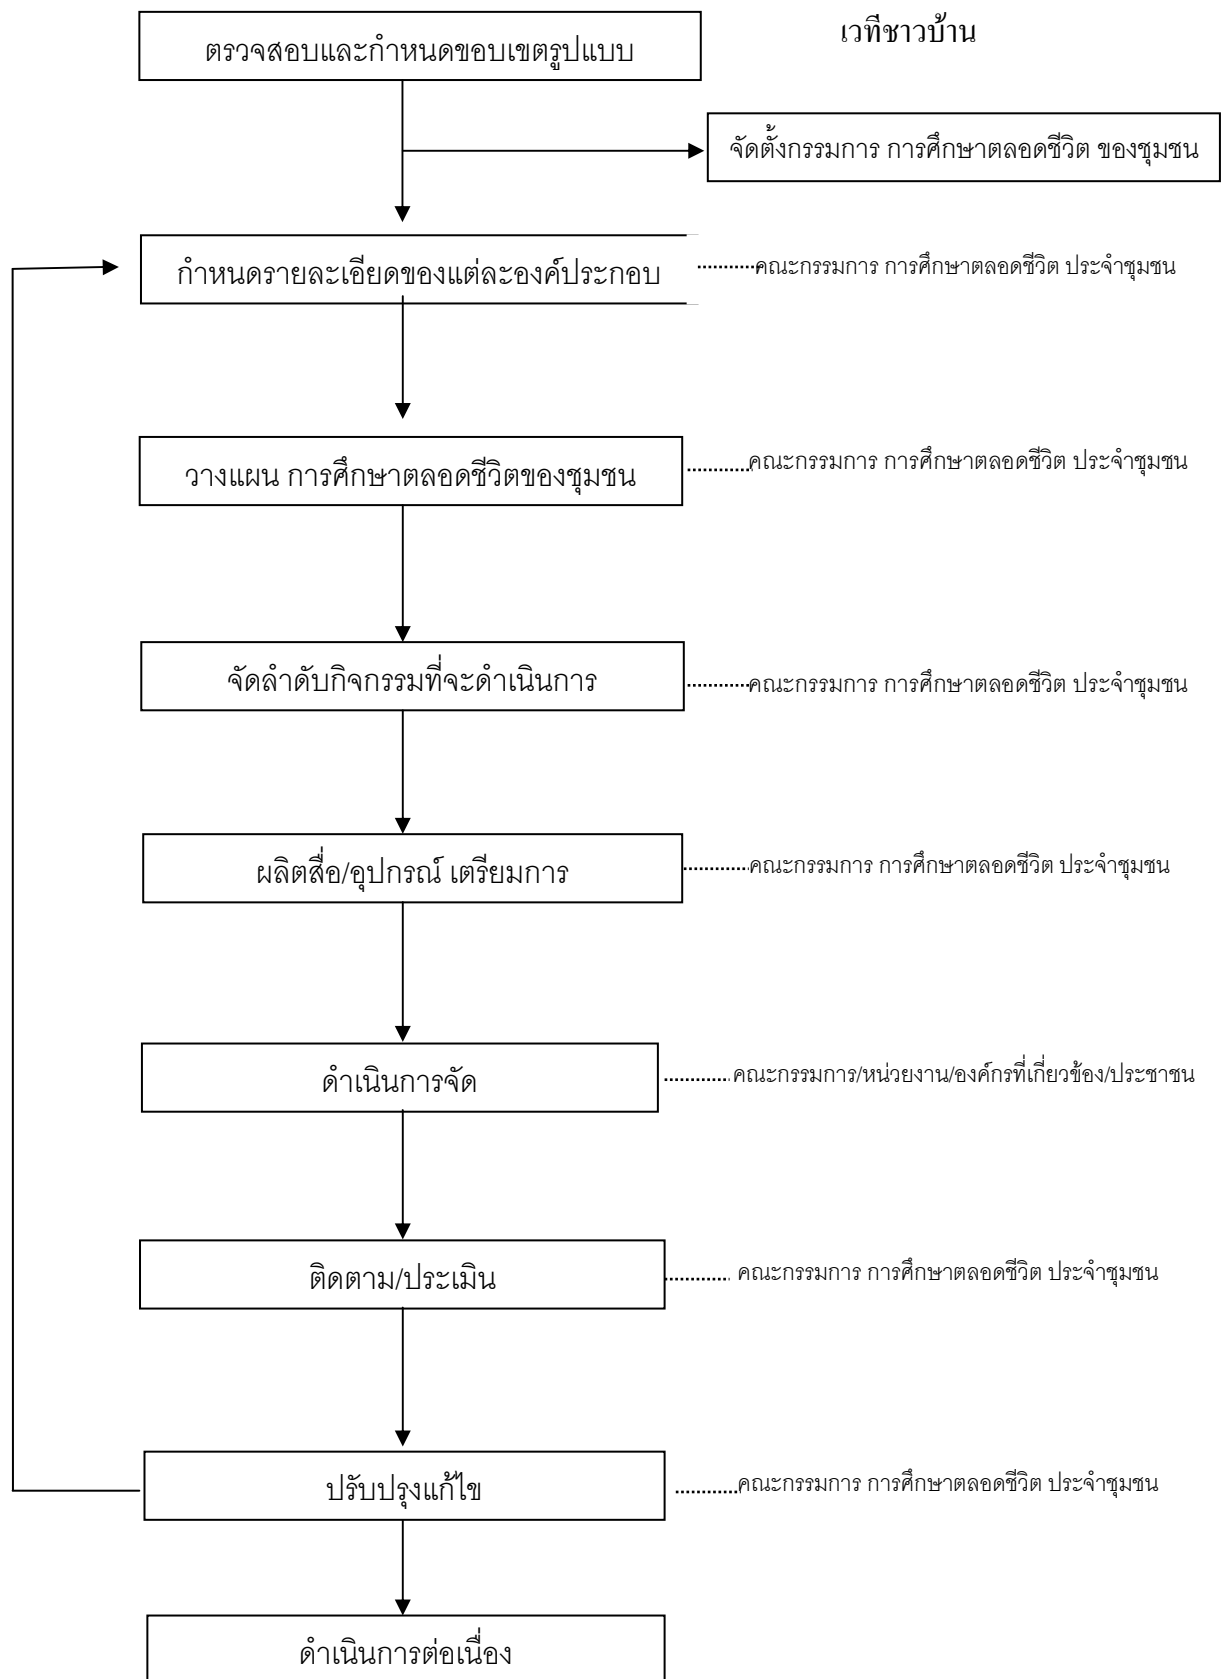 ตรวจสอบและกำหนดขอบเขตรูปแบบ
เวทีชาวบ้าน
จัดตั้งกรรมการ การศึกษาตลอดชีวิต ของชุมชน
กำหนดรายละเอียดของแต่ละองค์ประกอบ
คณะกรรมการ การศึกษาตลอดชีวิต ประจำชุมชน
วางแผน การศึกษาตลอดชีวิตของชุมชน
คณะกรรมการ การศึกษาตลอดชีวิต ประจำชุมชน
จัดลำดับกิจกรรมที่จะดำเนินการ
คณะกรรมการ การศึกษาตลอดชีวิต ประจำชุมชน
ผลิตสื่อ/อุปกรณ์ เตรียมการ
คณะกรรมการ การศึกษาตลอดชีวิต ประจำชุมชน
ดำเนินการจัด
คณะกรรมการ/หน่วยงาน/องค์กรที่เกี่ยวข้อง/ประชาชน
ติดตาม/ประเมิน
คณะกรรมการ การศึกษาตลอดชีวิต ประจำชุมชน
ปรับปรุงแก้ไข
คณะกรรมการ การศึกษาตลอดชีวิต ประจำชุมชน
ดำเนินการต่อเนื่อง